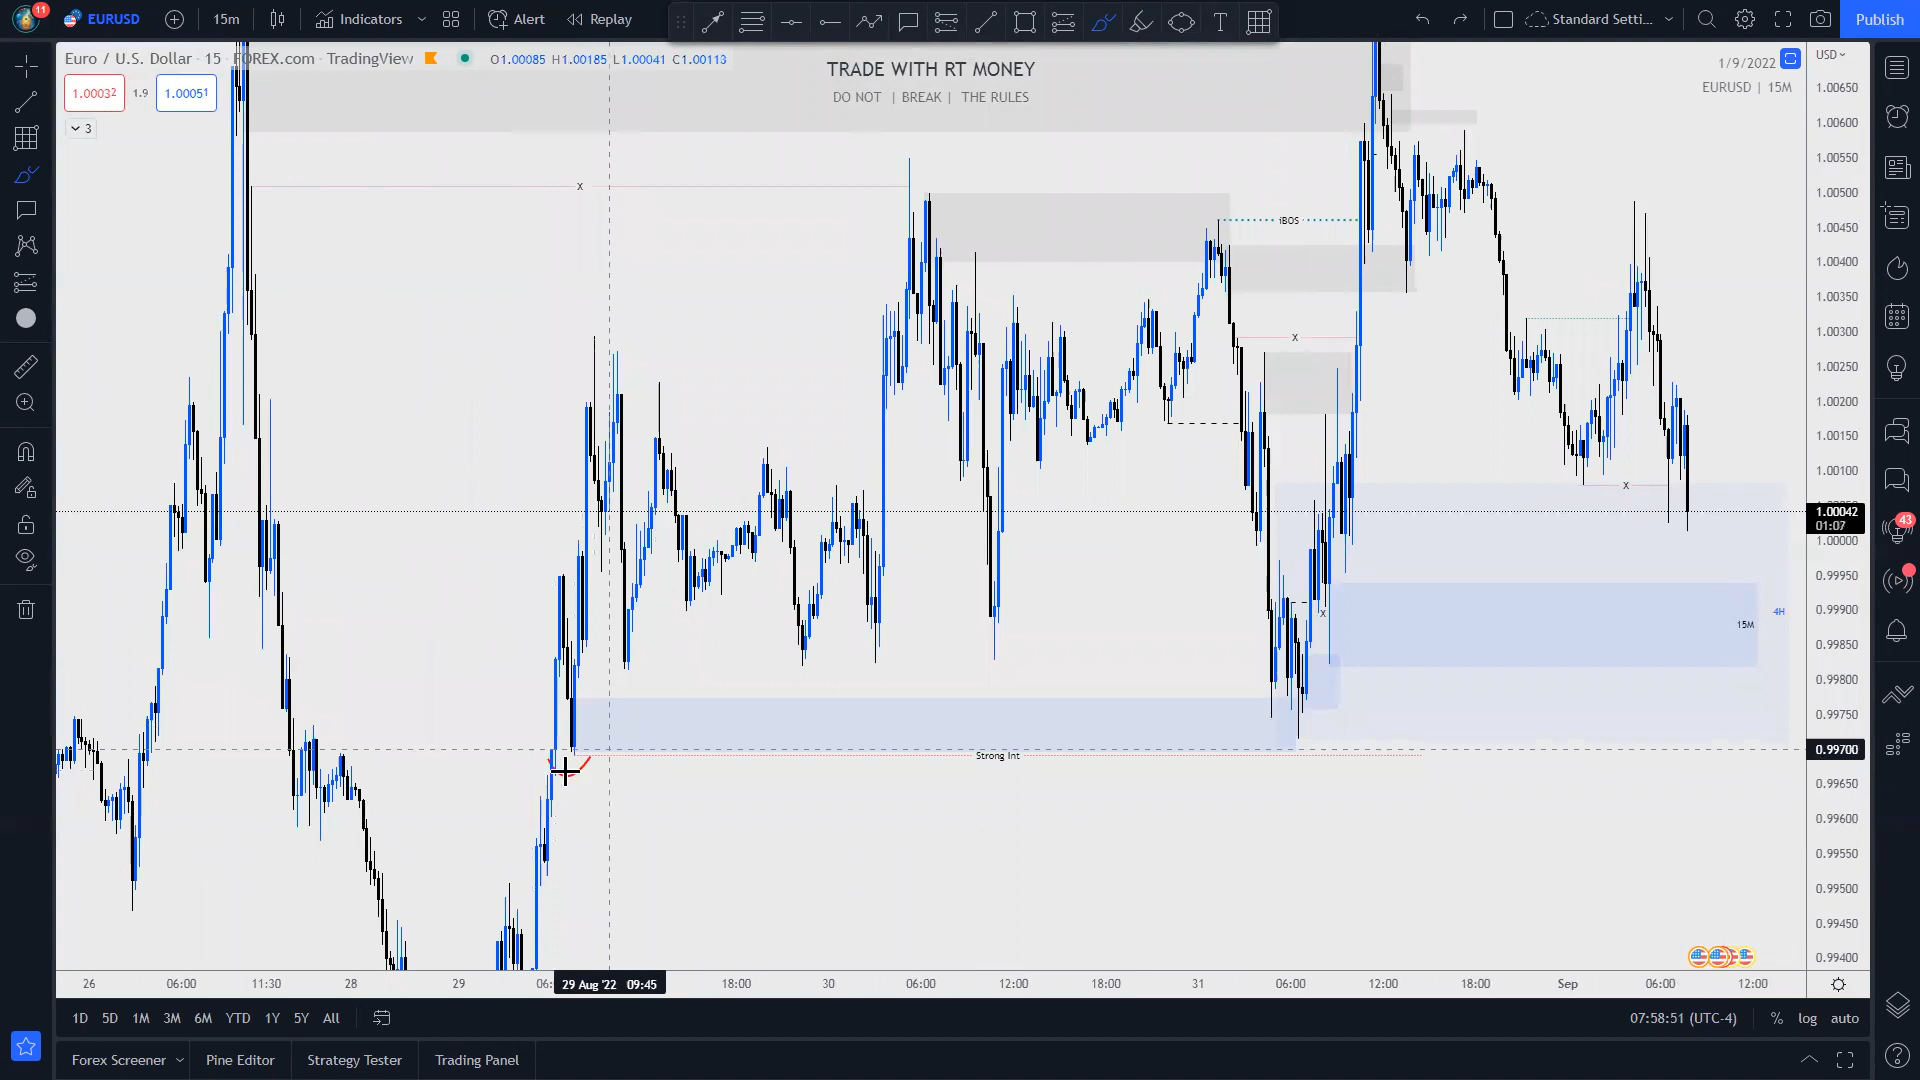 11
EURUSD
15m
Indicators
Alert
Replay
Standard Setti...
Publish
Euro / U.S. Dollar · 15 · FOREX.com · TradingView
O1.00085 H1.00185 L1.00041 C1.00113
1.00032
1.9
1.00051
3
TRADE WITH RT MONEY
DO NOT | BREAK | THE RULES
1/9/2022
EURUSD | 15M
USD
1.00650
1.00600
1.00550
1.00500
1.00450
1.00400
1.00350
1.00300
1.00250
1.00200
1.00150
1.00100
1.00042
01:07
1.00000
0.99950
0.99900
0.99850
0.99800
0.99750
0.99700
0.99650
0.99600
0.99550
0.99500
0.99450
0.99400
X
iBOS
X
X
X
4H
15M
Strong Int
43
26
06:00
11:30
28
29
06:
29 Aug '22 09:45
18:00
30
06:00
12:00
18:00
31
06:00
12:00
18:00
Sep
06:00
12:00
1D
5D
1M
3M
6M
YTD
1Y
5Y
All
07:58:51 (UTC-4)
%
log
auto
Forex Screener
Pine Editor
Strategy Tester
Trading Panel